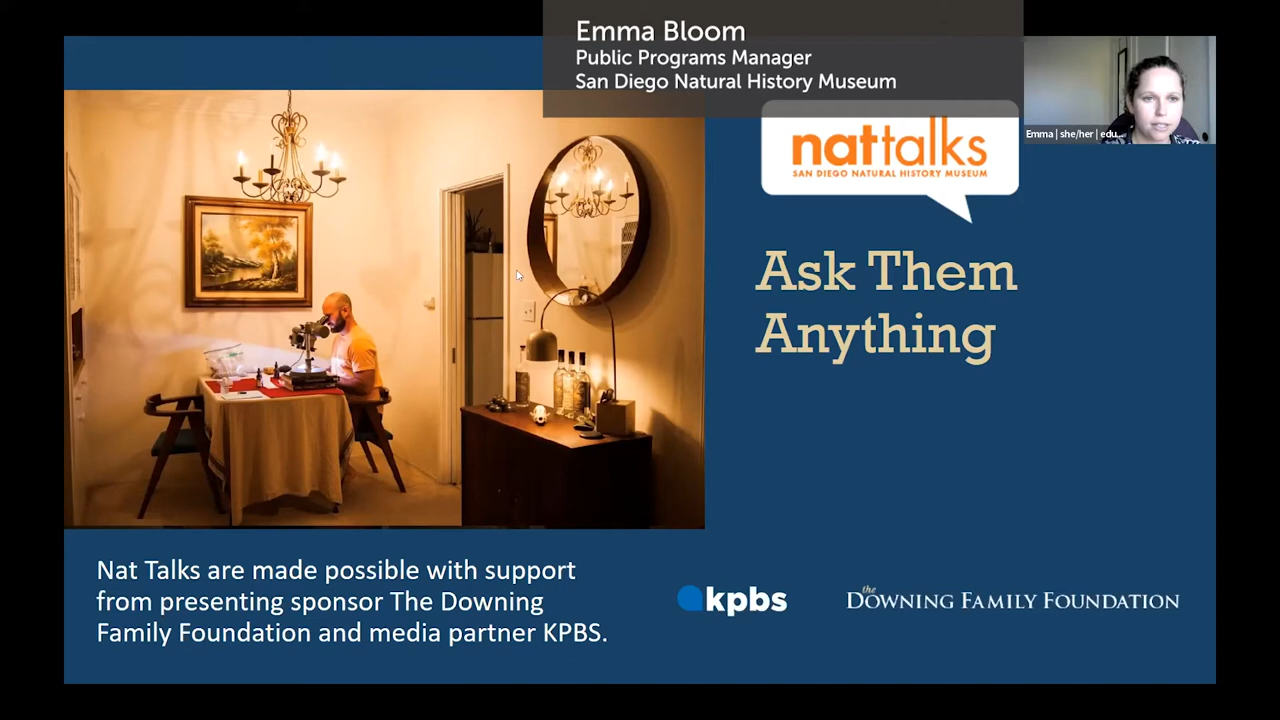 Emma Bloom
Public Programs Manager
San Diego Natural History Museum
Emma | she/her | edu...
nattalks
SAN DIEGO NATURAL HISTORY MUSEUM
Ask Them
Anything
Nat Talks are made possible with support
from presenting sponsor The Downing
Family Foundation and media partner KPBS.
kpbs
the
DOWNING FAMILY FOUNDATION